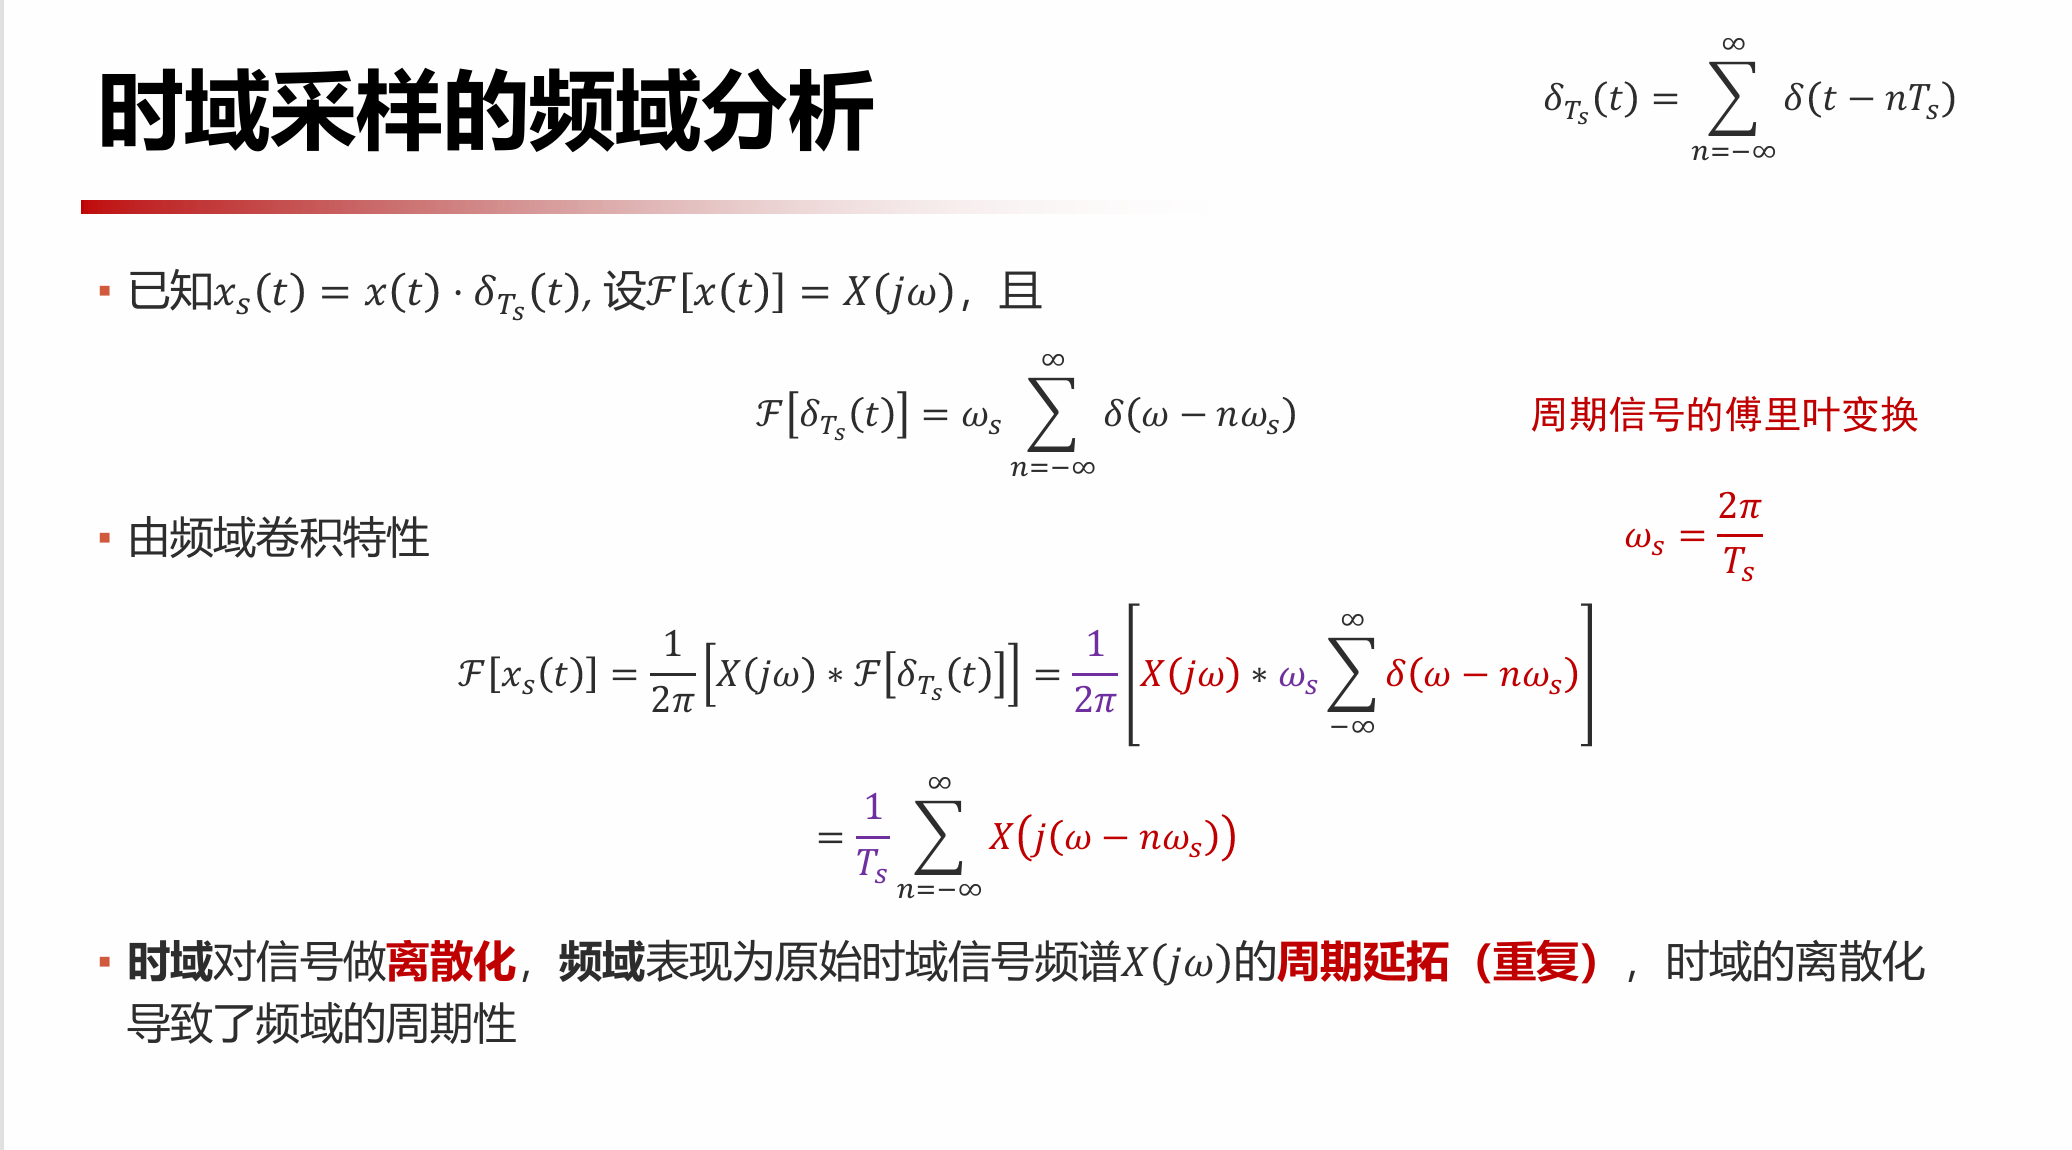 时域采样的频域分析
δ_{T_s}(t) = ∑_{n=−∞}^{∞} δ(t − nT_s)
▪ 已知x_s(t) = x(t) · δ_{T_s}(t), 设ℱ[x(t)] = X(jω)，且
ℱ[δ_{T_s}(t)] = ω_s ∑_{n=−∞}^{∞} δ(ω − nω_s)
周期信号的傅里叶变换
▪ 由频域卷积特性
ω_s = \frac{2π}{T_s}
ℱ[x_s(t)] = \frac{1}{2π} [X(jω) ∗ ℱ[δ_{T_s}(t)]] = \frac{1}{2π} [X(jω) ∗ ω_s ∑_{−∞}^{∞} δ(ω − nω_s)]
= \frac{1}{T_s} ∑_{n=−∞}^{∞} X(j(ω − nω_s))
▪ 时域对信号做离散化，频域表现为原始时域信号频谱X(jω)的周期延拓（重复），时域的离散化
导致了频域的周期性